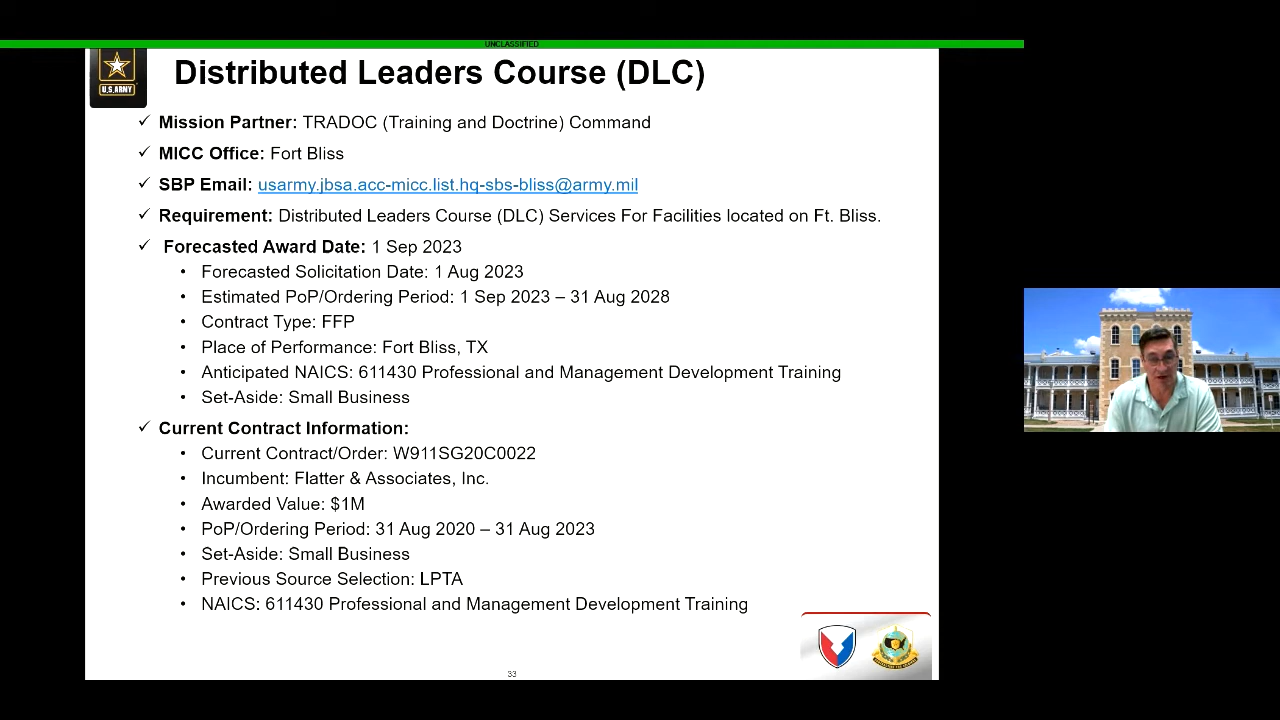 UNCLASSIFIED
Distributed Leaders Course (DLC)
U.S.ARMY
✓ Mission Partner: TRADOC (Training and Doctrine) Command
✓ MICC Office: Fort Bliss
✓ SBP Email: usarmy.jbsa.acc-micc.list.hq-sbs-bliss@army.mil
✓ Requirement: Distributed Leaders Course (DLC) Services For Facilities located on Ft. Bliss.
✓ Forecasted Award Date: 1 Sep 2023
• Forecasted Solicitation Date: 1 Aug 2023
• Estimated PoP/Ordering Period: 1 Sep 2023 – 31 Aug 2028
• Contract Type: FFP
• Place of Performance: Fort Bliss, TX
• Anticipated NAICS: 611430 Professional and Management Development Training
• Set-Aside: Small Business
✓ Current Contract Information:
• Current Contract/Order: W911SG20C0022
• Incumbent: Flatter & Associates, Inc.
• Awarded Value: $1M
• PoP/Ordering Period: 31 Aug 2020 – 31 Aug 2023
• Set-Aside: Small Business
• Previous Source Selection: LPTA
• NAICS: 611430 Professional and Management Development Training
33